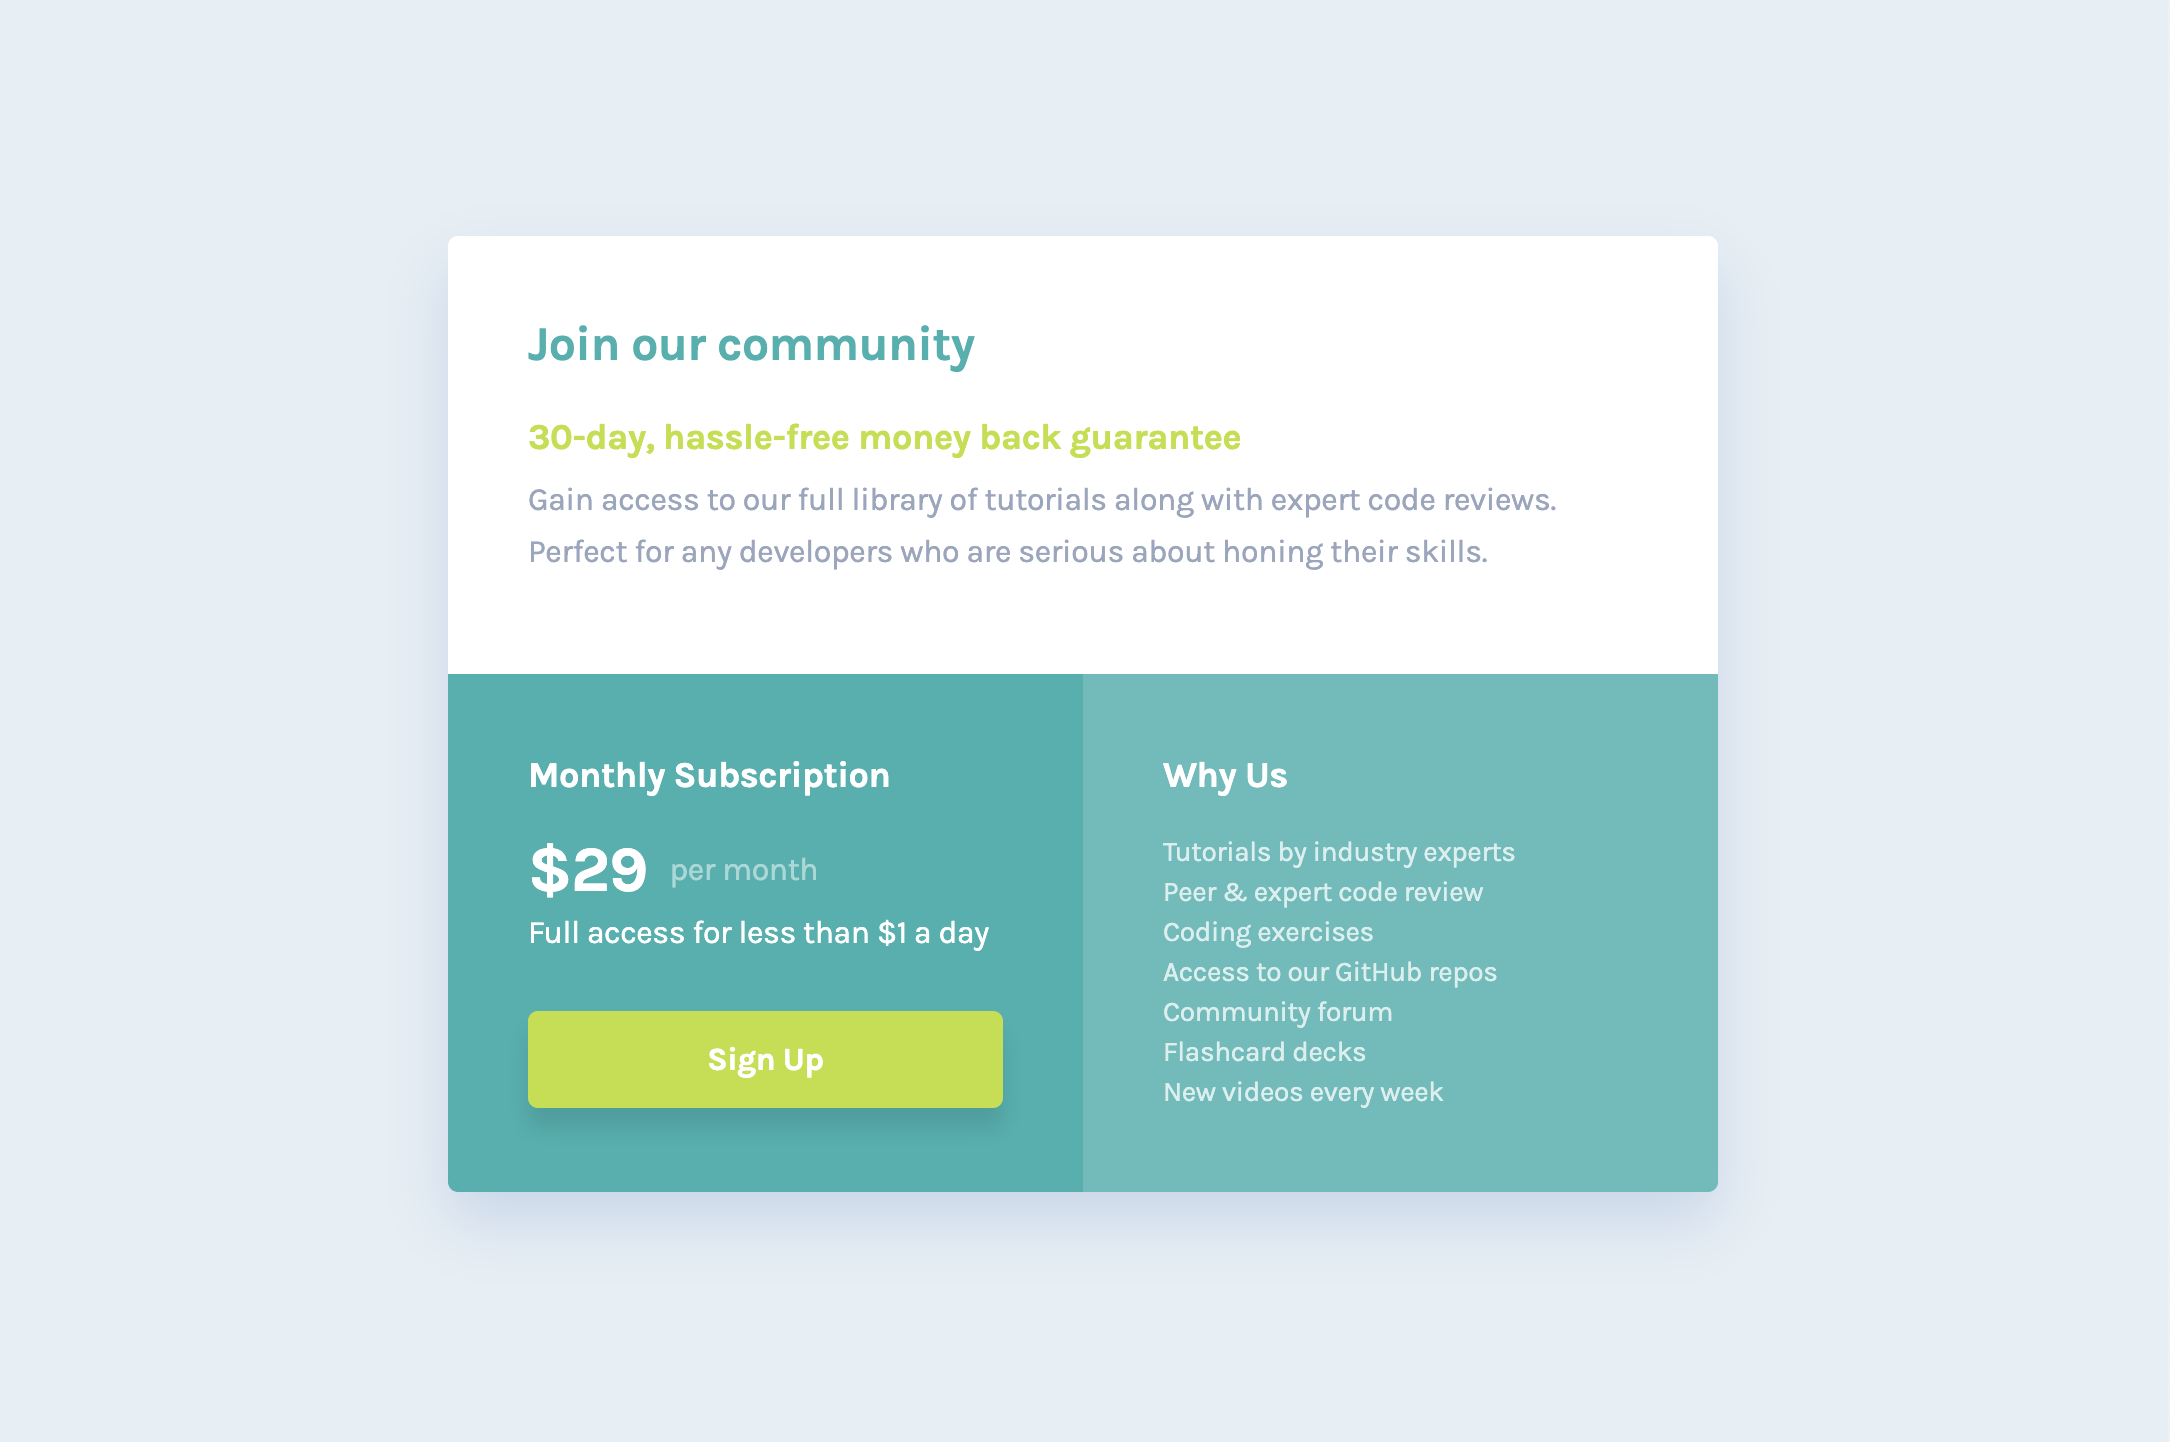 Join our community
30-day, hassle-free money back guarantee
Gain access to our full library of tutorials along with expert code reviews.
Perfect for any developers who are serious about honing their skills.
Monthly Subscription
$29 per month
Full access for less than $1 a day
Sign Up
Why Us
Tutorials by industry experts
Peer & expert code review
Coding exercises
Access to our GitHub repos
Community forum
Flashcard decks
New videos every week